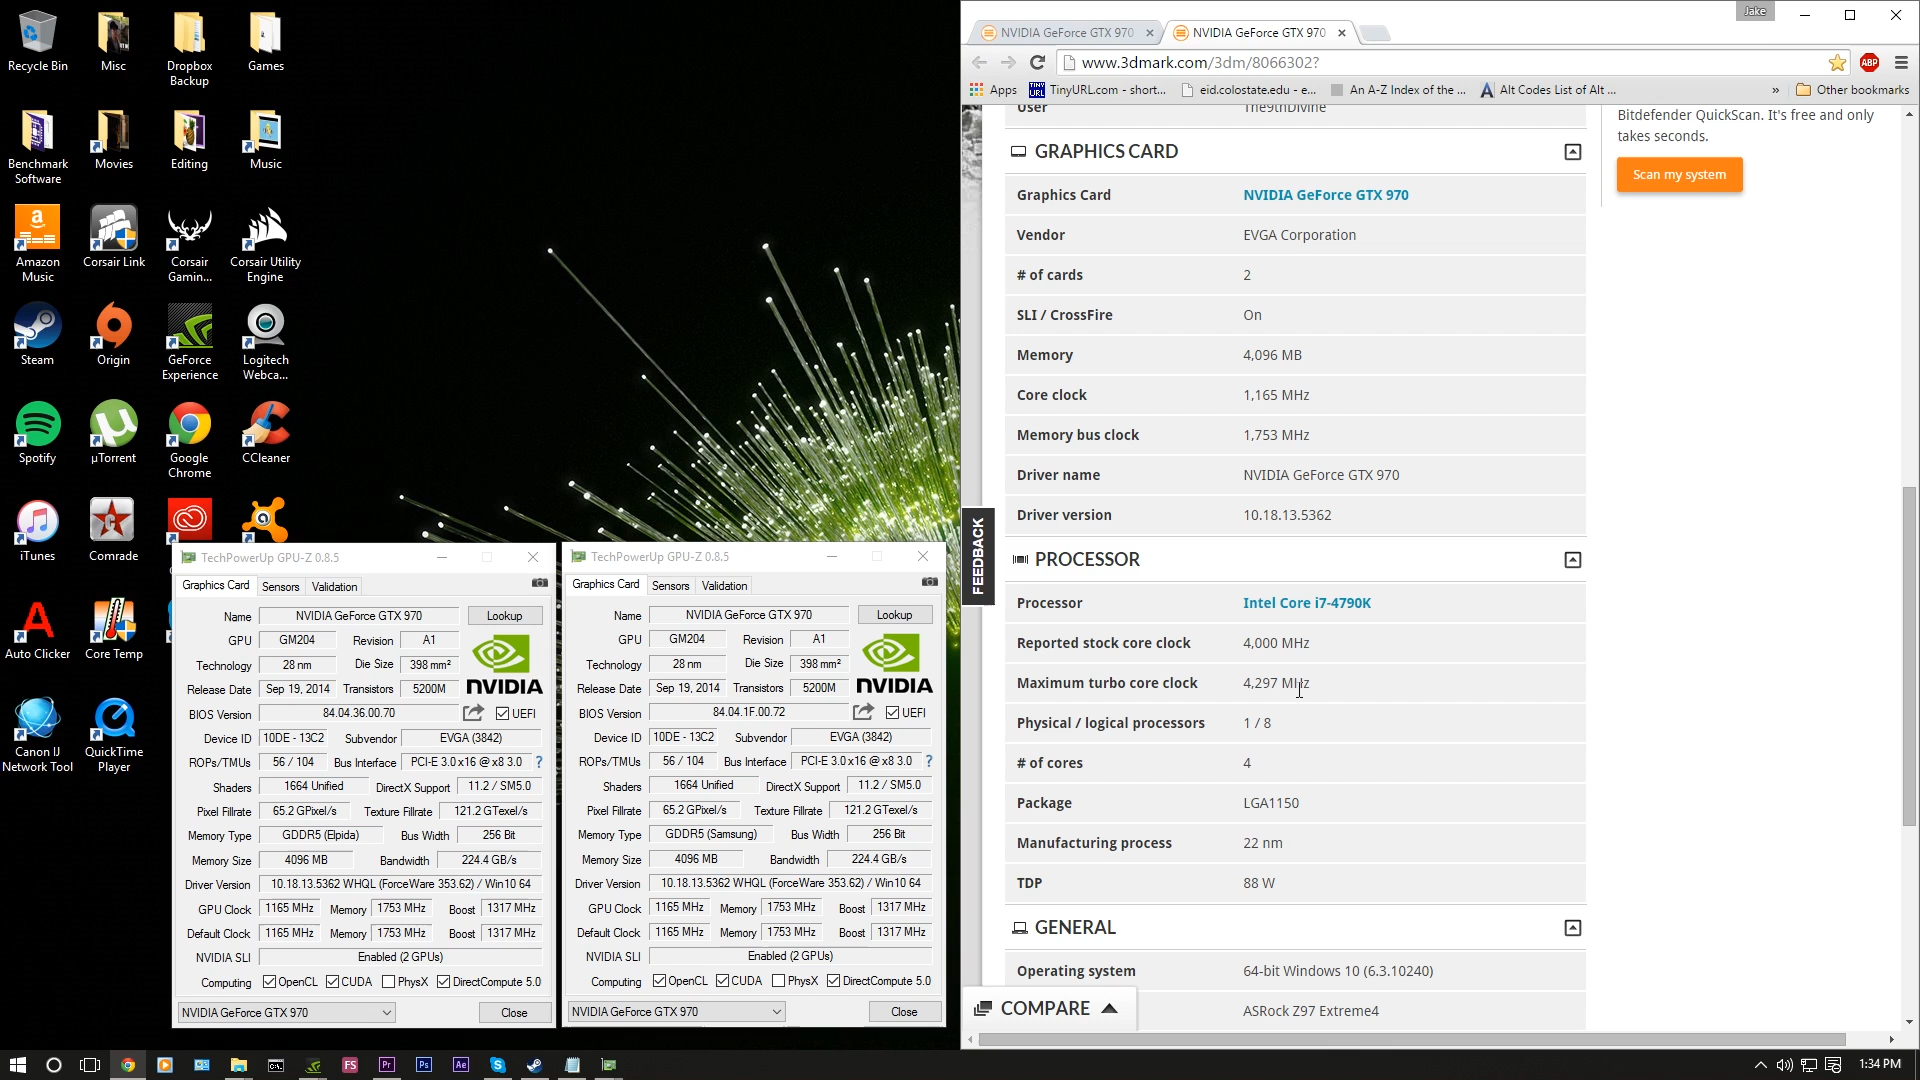 Recycle Bin
Misc
Dropbox Backup
Games
Benchmark Software
Movies
Editing
Music
Amazon Music
Corsair Link
Corsair Gamin...
Corsair Utility Engine
Steam
Origin
GeForce Experience
Logitech Webca...
Spotify
µTorrent
Google Chrome
CCleaner
iTunes
Comrade
Auto Clicker
Core Temp
Canon IJ Network Tool
QuickTime Player
TechPowerUp GPU-Z 0.8.5
Graphics Card Sensors Validation
Name NVIDIA GeForce GTX 970 Lookup
GPU GM204 Revision A1
Technology 28 nm Die Size 398 mm²
Release Date Sep 19, 2014 Transistors 5200M
NVIDIA
BIOS Version 84.04.36.00.70 UEFI
Device ID 10DE - 13C2 Subvendor EVGA (3842)
ROPs/TMUs 56 / 104 Bus Interface PCI-E 3.0 x16 @ x8 3.0 ?
Shaders 1664 Unified DirectX Support 11.2 / SM5.0
Pixel Fillrate 65.2 GPixel/s Texture Fillrate 121.2 GTexel/s
Memory Type GDDR5 (Elpida) Bus Width 256 Bit
Memory Size 4096 MB Bandwidth 224.4 GB/s
Driver Version 10.18.13.5362 WHQL (ForceWare 353.62) / Win10 64
GPU Clock 1165 MHz Memory 1753 MHz Boost 1317 MHz
Default Clock 1165 MHz Memory 1753 MHz Boost 1317 MHz
NVIDIA SLI Enabled (2 GPUs)
Computing OpenCL CUDA PhysX DirectCompute 5.0
NVIDIA GeForce GTX 970 Close
TechPowerUp GPU-Z 0.8.5
Graphics Card Sensors Validation
Name NVIDIA GeForce GTX 970 Lookup
GPU GM204 Revision A1
Technology 28 nm Die Size 398 mm²
Release Date Sep 19, 2014 Transistors 5200M
NVIDIA
BIOS Version 84.04.1F.00.72 UEFI
Device ID 10DE - 13C2 Subvendor EVGA (3842)
ROPs/TMUs 56 / 104 Bus Interface PCI-E 3.0 x16 @ x8 3.0 ?
Shaders 1664 Unified DirectX Support 11.2 / SM5.0
Pixel Fillrate 65.2 GPixel/s Texture Fillrate 121.2 GTexel/s
Memory Type GDDR5 (Samsung) Bus Width 256 Bit
Memory Size 4096 MB Bandwidth 224.4 GB/s
Driver Version 10.18.13.5362 WHQL (ForceWare 353.62) / Win10 64
GPU Clock 1165 MHz Memory 1753 MHz Boost 1317 MHz
Default Clock 1165 MHz Memory 1753 MHz Boost 1317 MHz
NVIDIA SLI Enabled (2 GPUs)
Computing OpenCL CUDA PhysX DirectCompute 5.0
NVIDIA GeForce GTX 970 Close
Jake
NVIDIA GeForce GTX 970 NVIDIA GeForce GTX 970
www.3dmark.com/3dm/8066302? ABP
Apps TINY URL TinyURL.com - short... eid.colostate.edu - e... An A-Z Index of the ... Alt Codes List of Alt ... » Other bookmarks
User The9thDivine
Bitdefender QuickScan. It's free and only
takes seconds.
Scan my system
GRAPHICS CARD
Graphics Card NVIDIA GeForce GTX 970
Vendor EVGA Corporation
# of cards 2
SLI / CrossFire On
Memory 4,096 MB
Core clock 1,165 MHz
Memory bus clock 1,753 MHz
Driver name NVIDIA GeForce GTX 970
Driver version 10.18.13.5362
FEEDBACK
PROCESSOR
Processor Intel Core i7-4790K
Reported stock core clock 4,000 MHz
Maximum turbo core clock 4,297 MHz
Physical / logical processors 1 / 8
# of cores 4
Package LGA1150
Manufacturing process 22 nm
TDP 88 W
GENERAL
Operating system 64-bit Windows 10 (6.3.10240)
COMPARE
ASRock Z97 Extreme4
FS Pr Ps Ae
1:34 PM